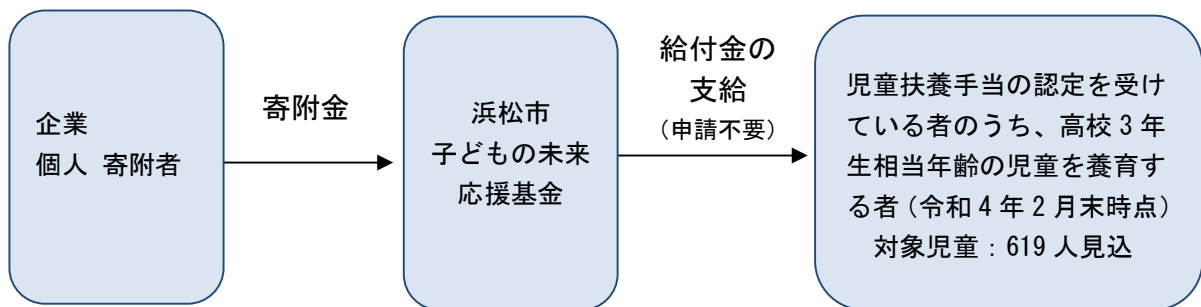 企業
個人 寄附者
寄附金
浜松市
子どもの未来
応援基金
給付金の
支給
（申請不要）
児童扶養手当の認定を受け
ている者のうち、高校３年
生相当年齢の児童を養育す
る者（令和４年２月末時点）
対象児童：619 人見込